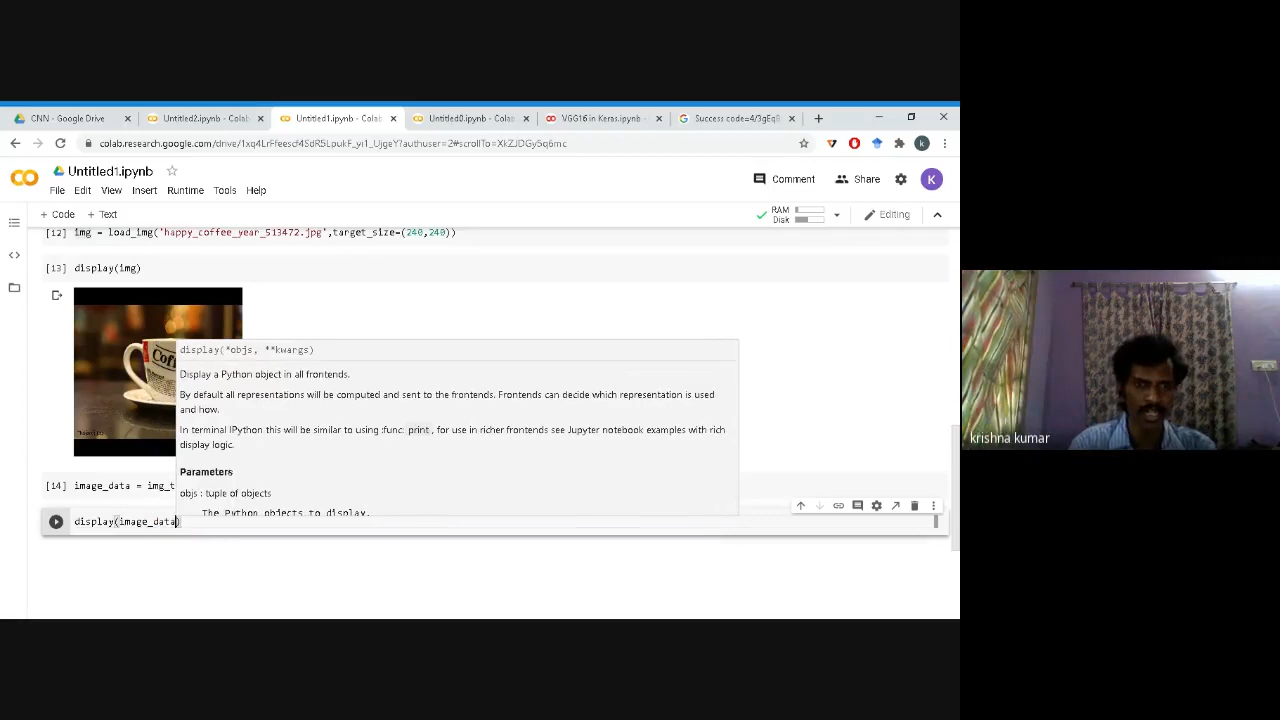 CNN - Google Drive
Untitled2.ipynb - Colab
Untitled1.ipynb - Colab
Untitled0.ipynb - Colab
VGG16 in Keras.ipynb - Colab
Success code=4/3gEqB
colab.research.google.com/drive/1xq4LrFfeescf4SdR5LpukF_yi1_UjgeY?authuser=2#scrollTo=XkZJDGy5q6mc
k
Untitled1.ipynb
Comment
Share
K
File Edit View Insert Runtime Tools Help
+ Code + Text
RAM
Disk
Editing
[12] img = load_img('happy_coffee_year_513472.jpg',target_size=(240,240))
[13] display(img)
display(*objs, **kwargs)
Display a Python object in all frontends.
By default all representations will be computed and sent to the frontends. Frontends can decide which representation is used
and how.
In terminal IPython this will be similar to using :func: print , for use in richer frontends see Jupyter notebook examples with rich
display logic.
Parameters
objs : tuple of objects
The Python objects to display.
[14] image_data = img_t
display(image_data)
krishna kumar